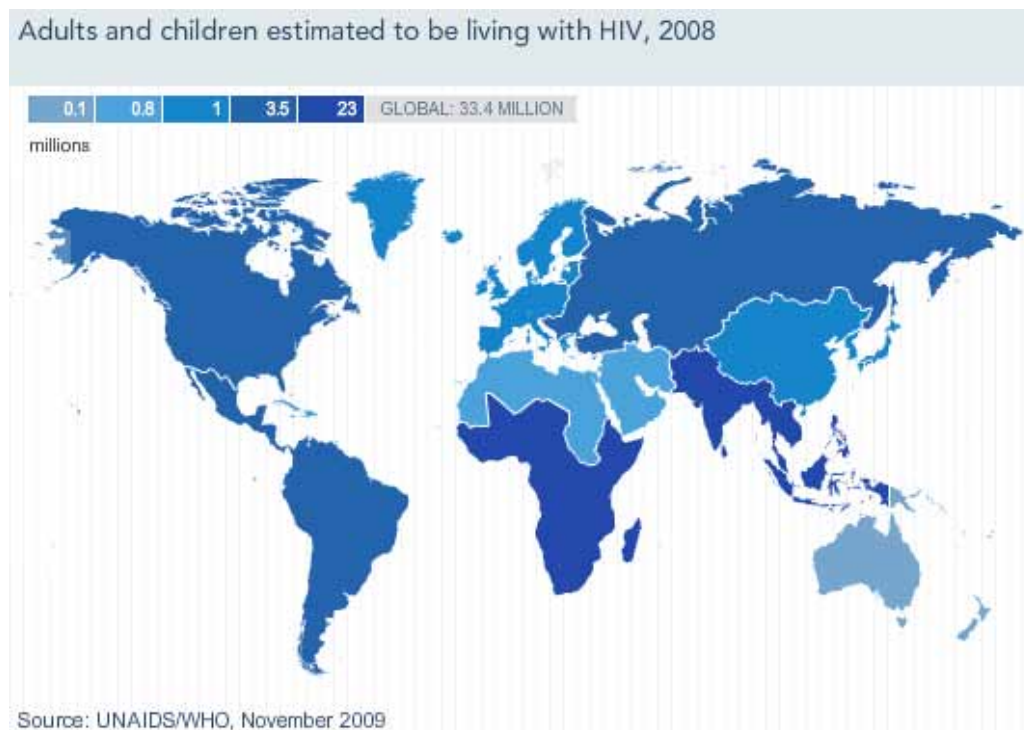 Adults and children estimated to be living with HIV, 2008
0.1 0.8 1 3.5 23 GLOBAL: 33.4 MILLION
millions
Source: UNAIDS/WHO, November 2009